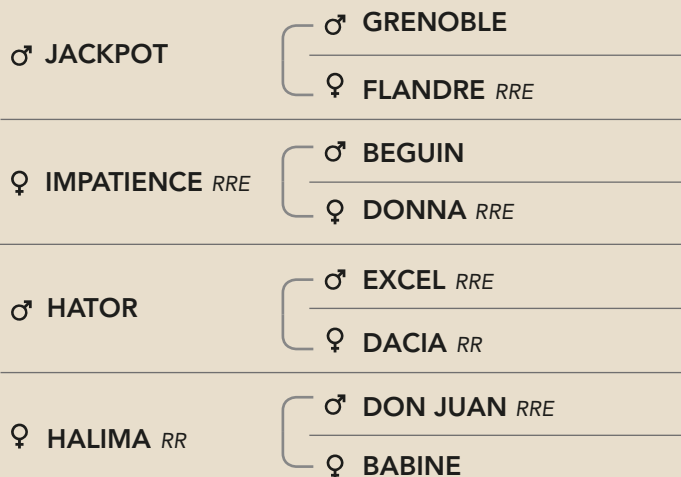 ♂ GRENOBLE
♂ JACKPOT
♀ FLANDRE RRE
♂ BEGUIN
♀ IMPATIENCE RRE
♀ DONNA RRE
♂ EXCEL RRE
♂ HATOR
♀ DACIA RR
♂ DON JUAN RRE
♀ HALIMA RR
♀ BABINE